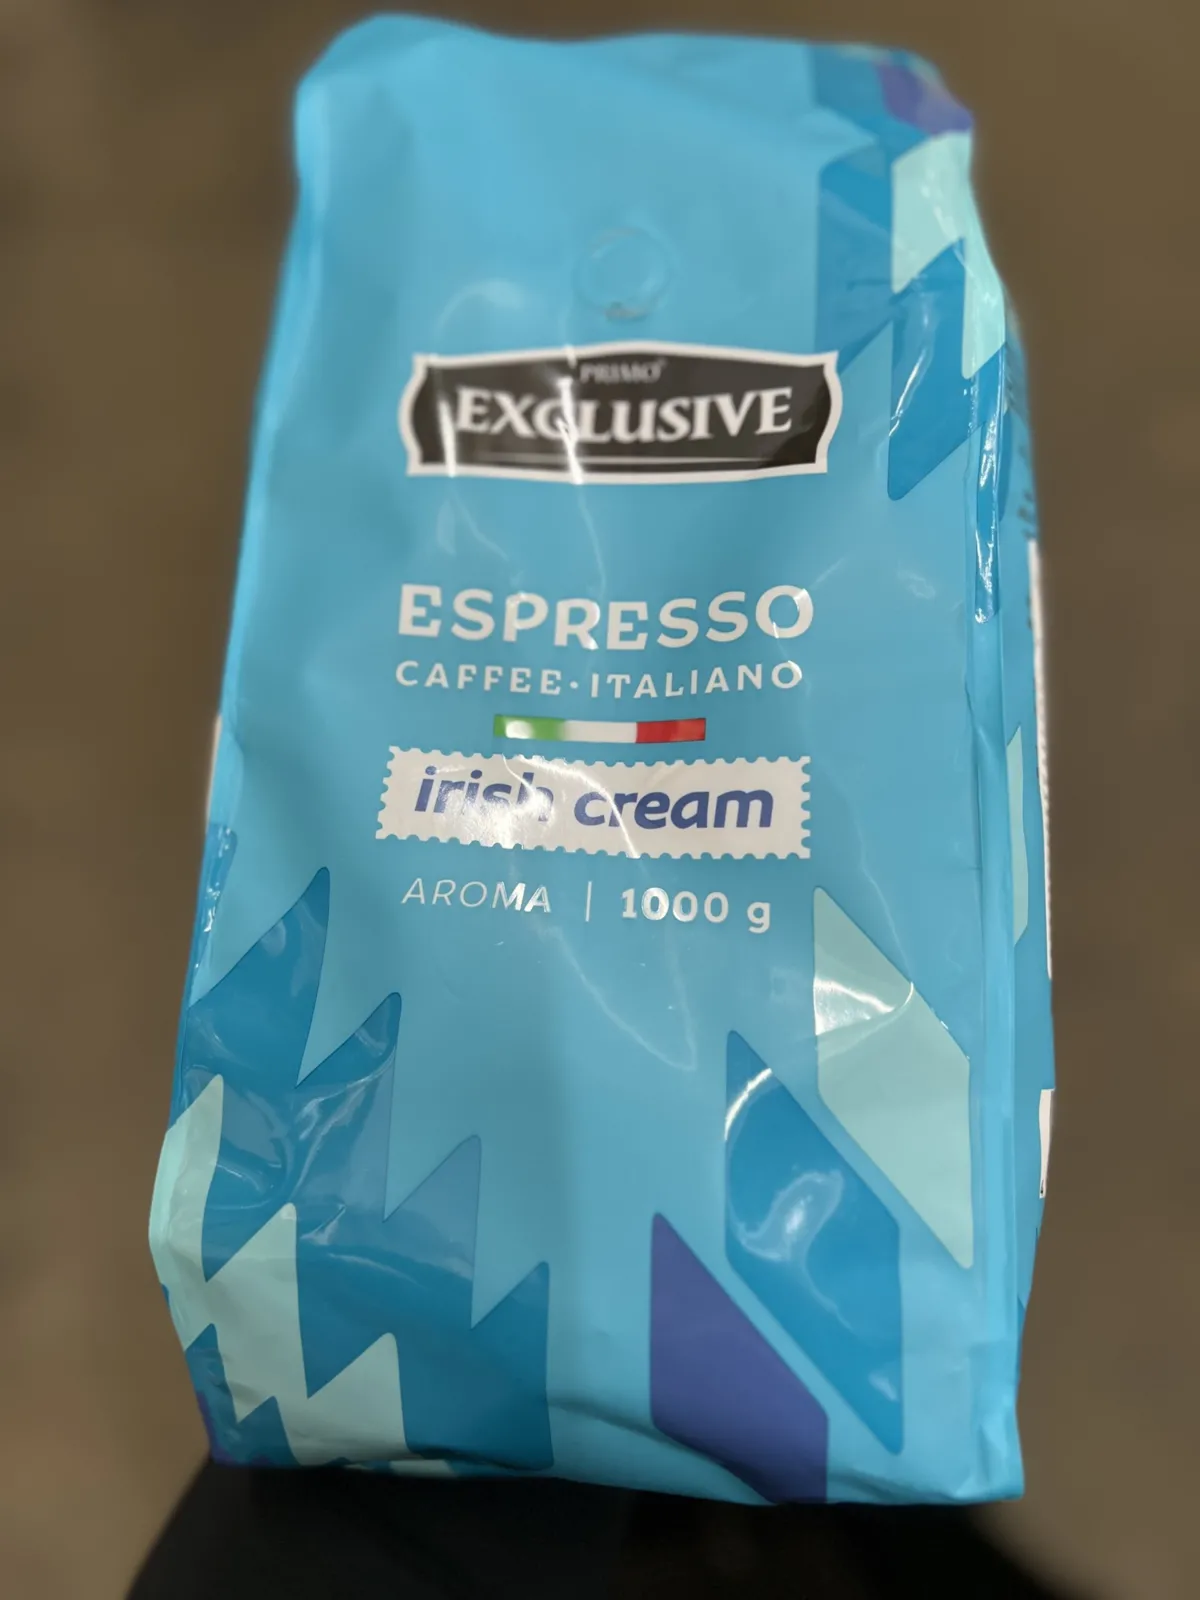 PRIMO
EXCLUSIVE
ESPRESSO
CAFFEE·ITALIANO
irish cream
AROMA | 1000 g